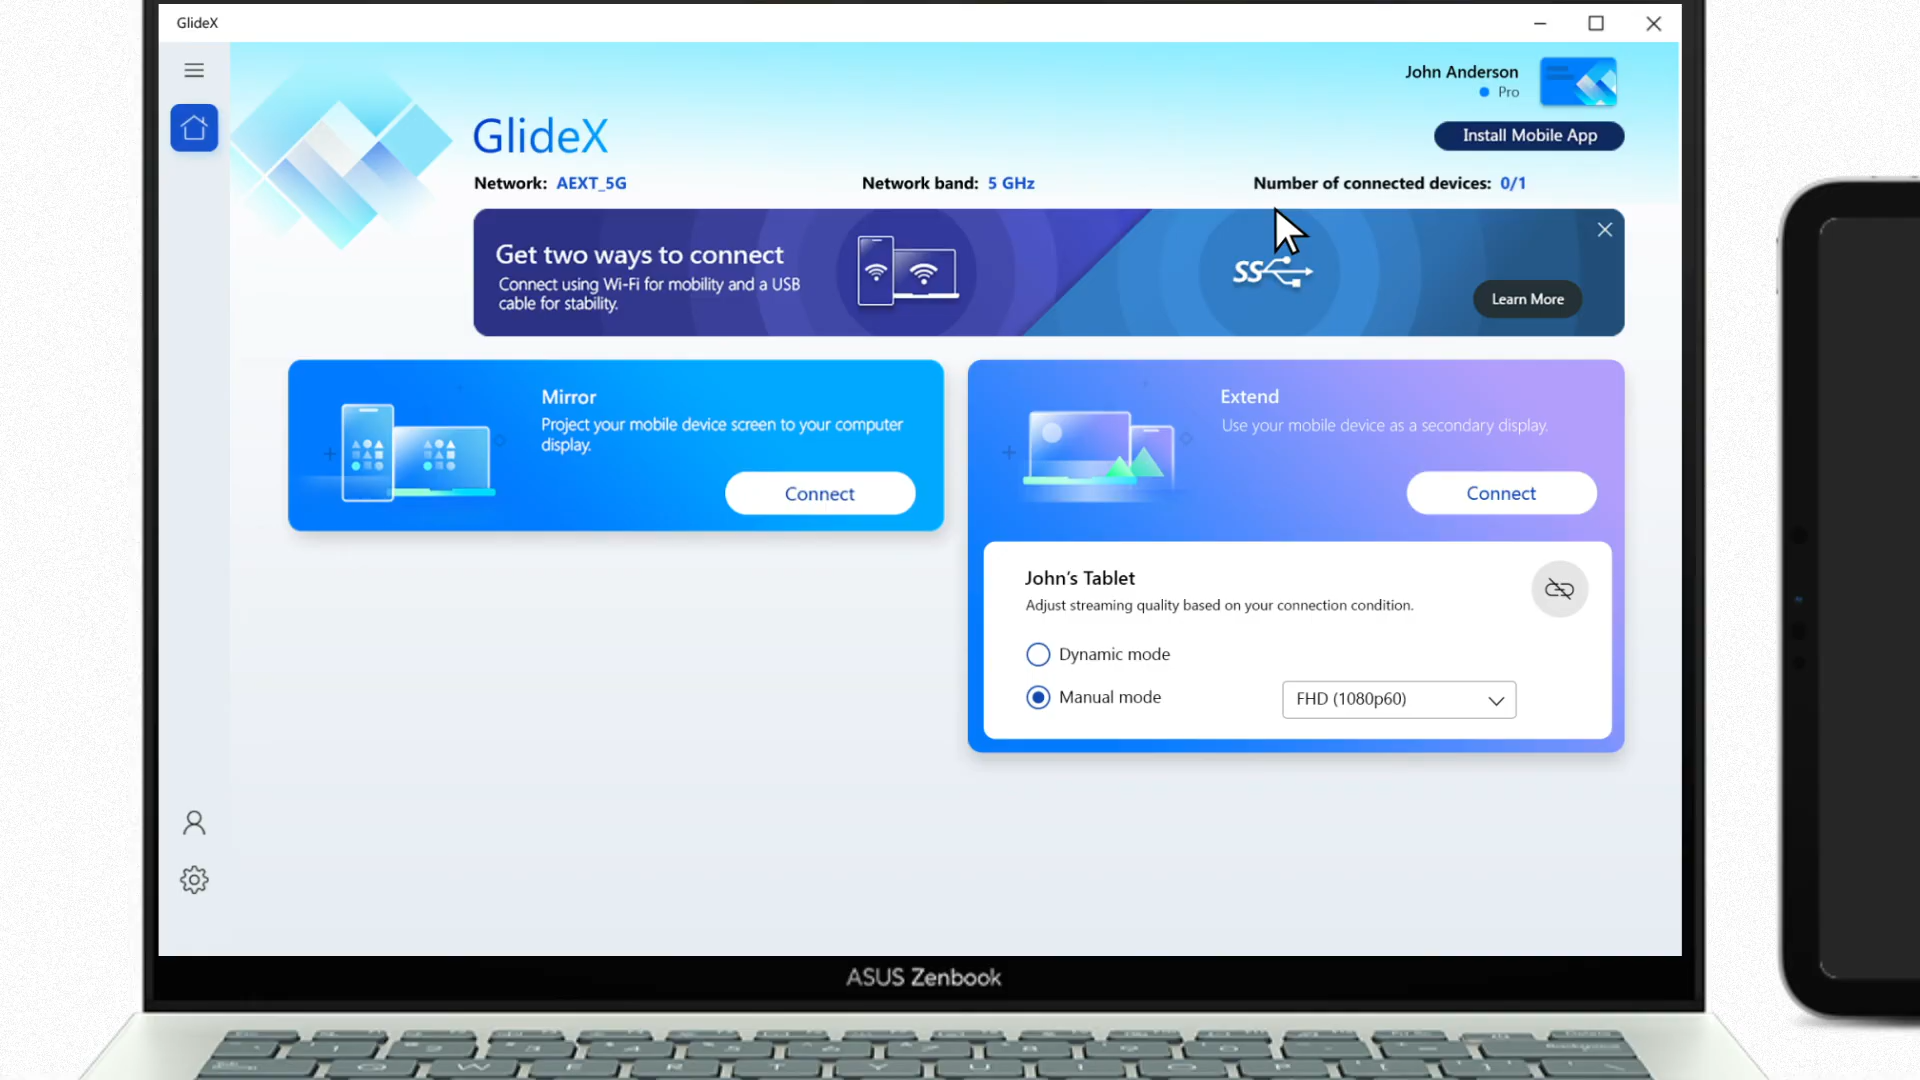 GlideX
John Anderson
Pro
Install Mobile App
GlideX
Network: AEXT_5G
Network band: 5 GHz
Number of connected devices: 0/1
Get two ways to connect
Connect using Wi-Fi for mobility and a USB
cable for stability.
SS
Learn More
Mirror
Project your mobile device screen to your computer
display.
Connect
Extend
Use your mobile device as a secondary display.
Connect
John's Tablet
Adjust streaming quality based on your connection condition.
Dynamic mode
Manual mode
FHD (1080p60)
ASUS Zenbook